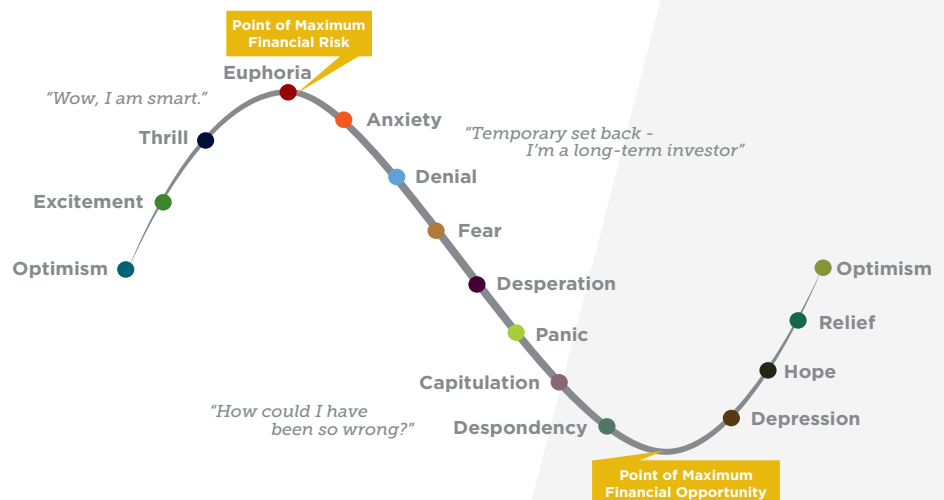 Point of Maximum
Financial Risk
Euphoria
“Wow, I am smart.”
Thrill
Anxiety
“Temporary set back -
I’m a long-term investor”
Denial
Excitement
Fear
Optimism
Desperation
Optimism
Panic
Relief
Capitulation
Hope
“How could I have
been so wrong?”
Despondency
Depression
Point of Maximum
Financial Opportunity